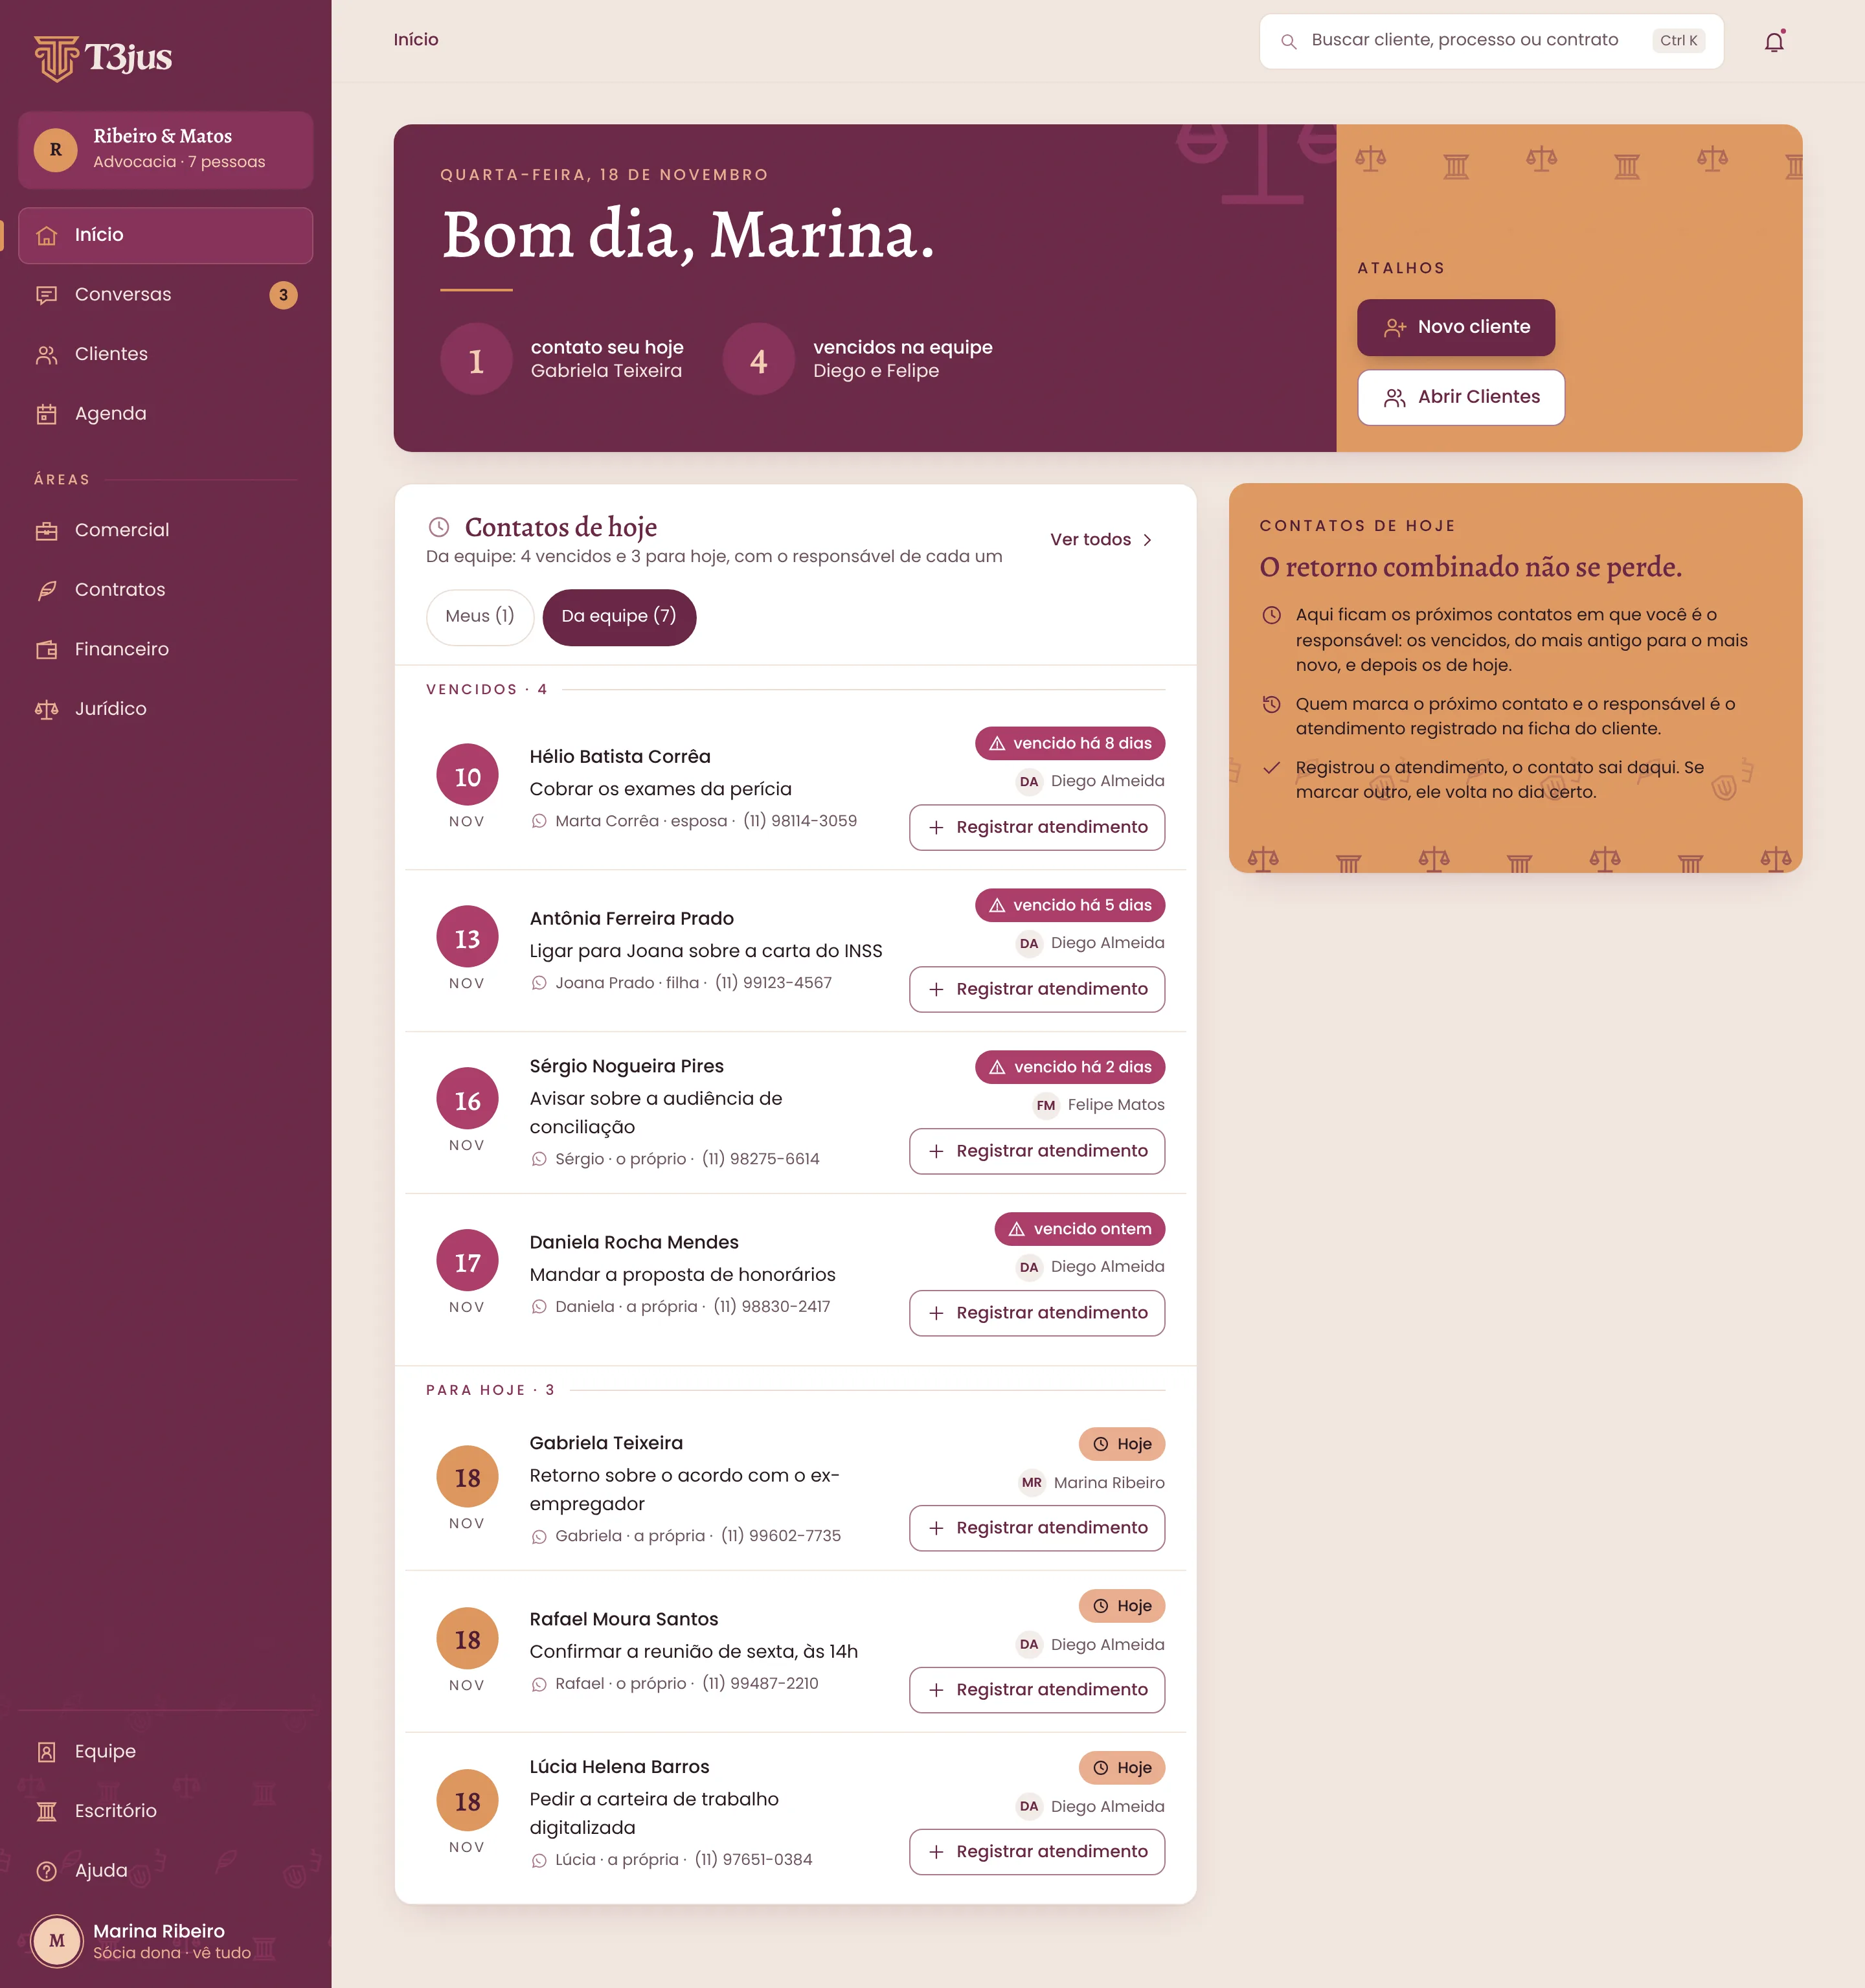 T3jus
R
Ribeiro & Matos
Advocacia · 7 pessoas
Início
Conversas
3
Clientes
Agenda
ÁREAS
Comercial
Contratos
Financeiro
Jurídico
Equipe
Escritório
Ajuda
M
Marina Ribeiro
Sócia dona · vê tudo
Início
Buscar cliente, processo ou contrato
Ctrl K
QUARTA-FEIRA, 18 DE NOVEMBRO
Bom dia, Marina.
1
contato seu hoje
Gabriela Teixeira
4
vencidos na equipe
Diego e Felipe
ATALHOS
Novo cliente
Abrir Clientes
Contatos de hoje
Da equipe: 4 vencidos e 3 para hoje, com o responsável de cada um
Ver todos
Meus (1)
Da equipe (7)
VENCIDOS · 4
10
NOV
Hélio Batista Corrêa
Cobrar os exames da perícia
Marta Corrêa · esposa · (11) 98114-3059
vencido há 8 dias
DA Diego Almeida
Registrar atendimento
13
NOV
Antônia Ferreira Prado
Ligar para Joana sobre a carta do INSS
Joana Prado · filha · (11) 99123-4567
vencido há 5 dias
DA Diego Almeida
Registrar atendimento
16
NOV
Sérgio Nogueira Pires
Avisar sobre a audiência de
conciliação
Sérgio · o próprio · (11) 98275-6614
vencido há 2 dias
FM Felipe Matos
Registrar atendimento
17
NOV
Daniela Rocha Mendes
Mandar a proposta de honorários
Daniela · a própria · (11) 98830-2417
vencido ontem
DA Diego Almeida
Registrar atendimento
PARA HOJE · 3
18
NOV
Gabriela Teixeira
Retorno sobre o acordo com o ex-
empregador
Gabriela · a própria · (11) 99602-7735
Hoje
MR Marina Ribeiro
Registrar atendimento
18
NOV
Rafael Moura Santos
Confirmar a reunião de sexta, às 14h
Rafael · o próprio · (11) 99487-2210
Hoje
DA Diego Almeida
Registrar atendimento
18
NOV
Lúcia Helena Barros
Pedir a carteira de trabalho
digitalizada
Lúcia · a própria · (11) 97651-0384
Hoje
DA Diego Almeida
Registrar atendimento
CONTATOS DE HOJE
O retorno combinado não se perde.
Aqui ficam os próximos contatos em que você é o
responsável: os vencidos, do mais antigo para o mais
novo, e depois os de hoje.
Quem marca o próximo contato e o responsável é o
atendimento registrado na ficha do cliente.
Registrou o atendimento, o contato sai daqui. Se
marcar outro, ele volta no dia certo.